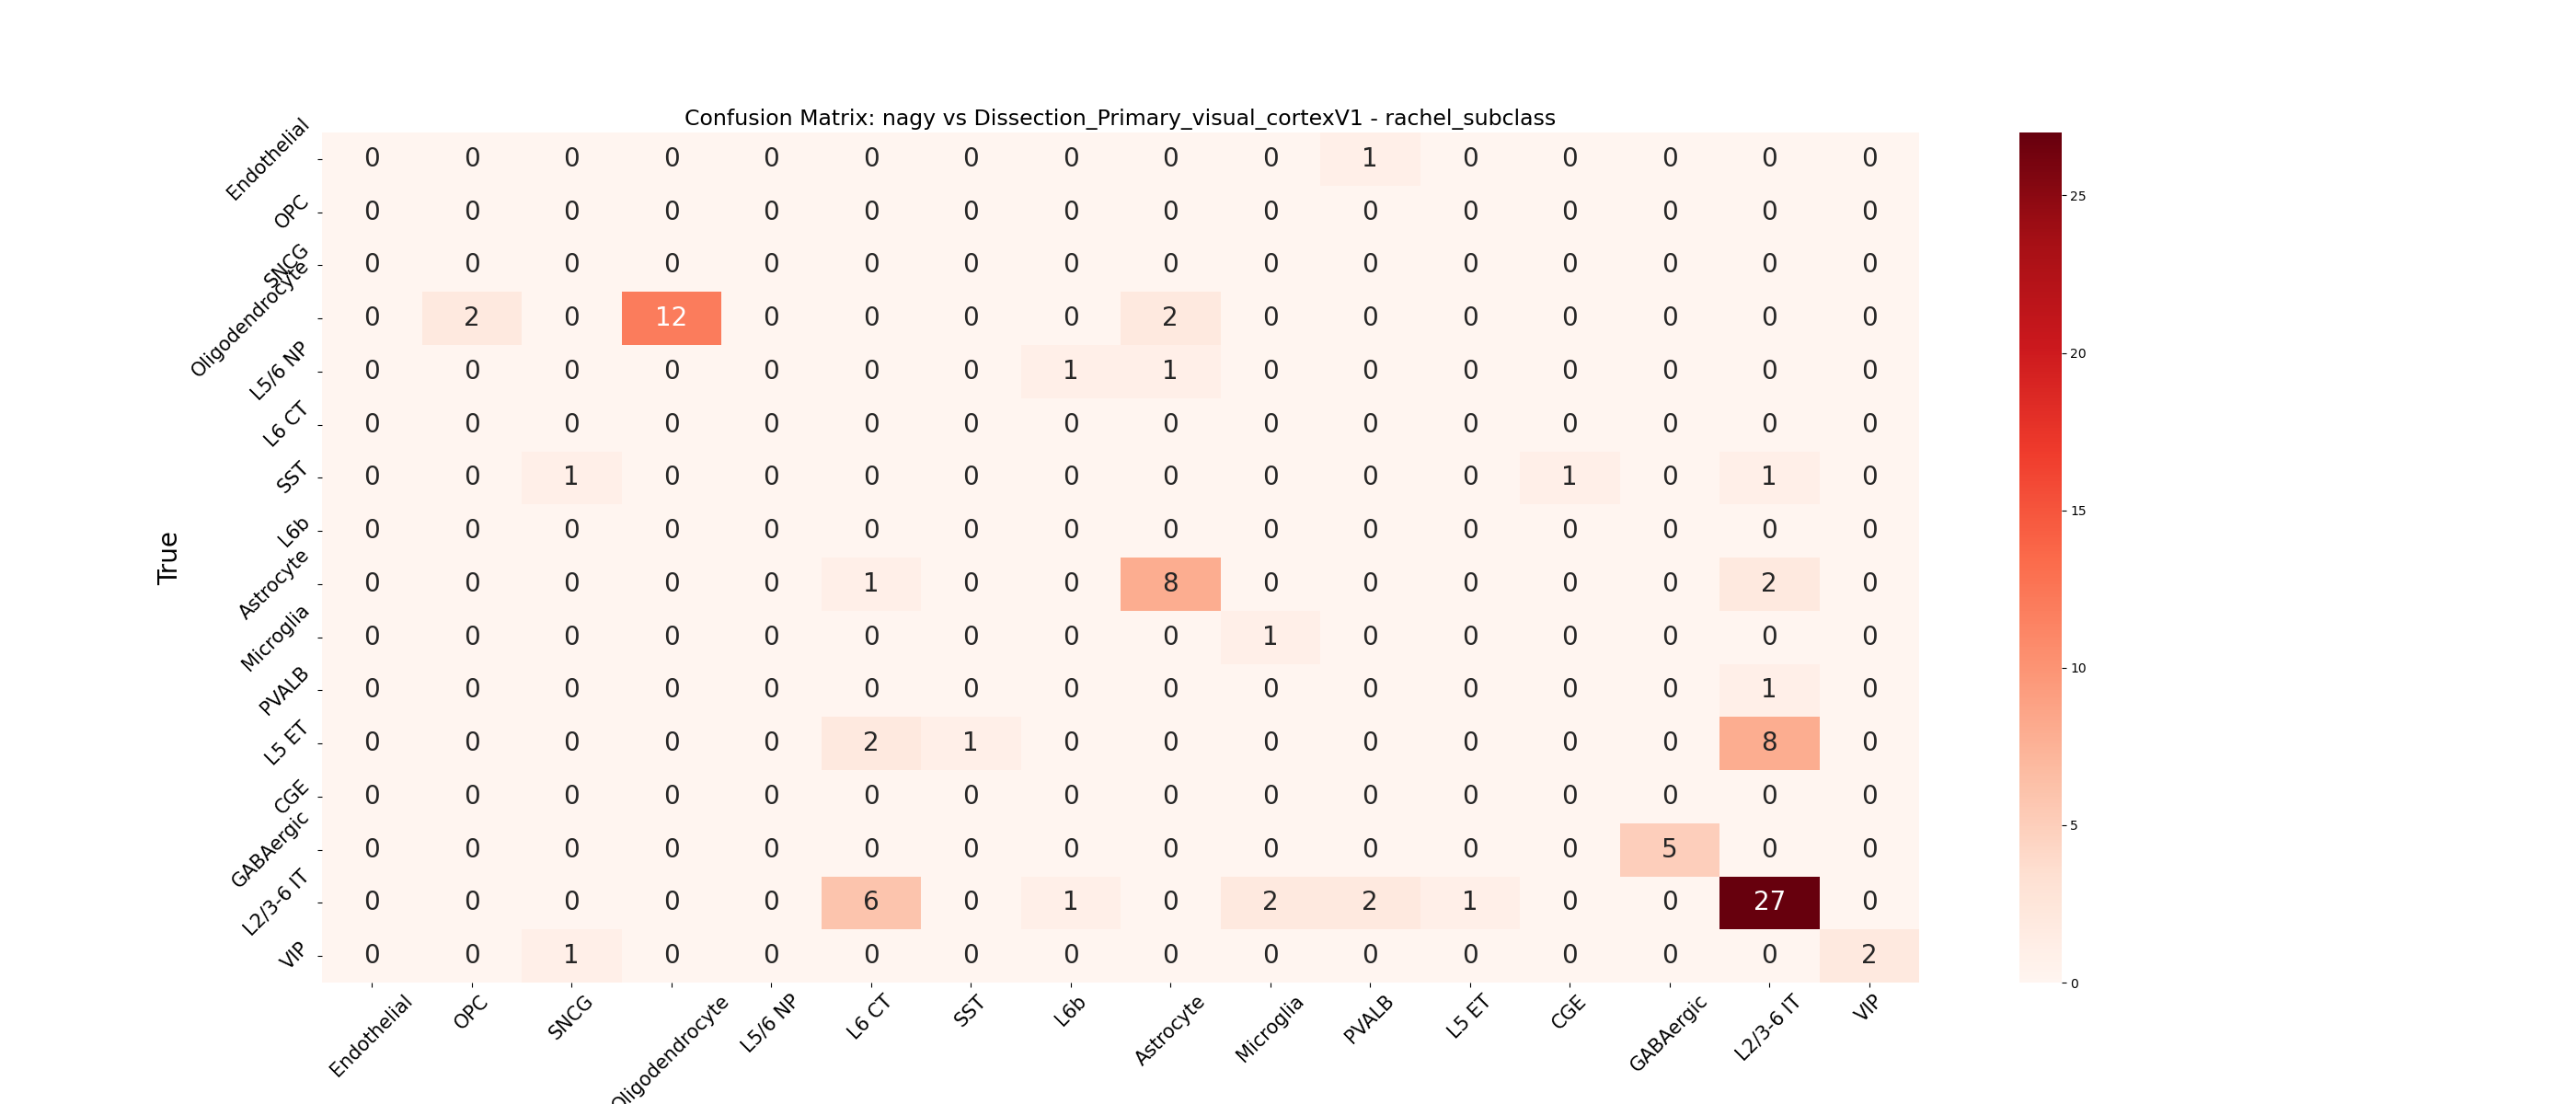 Confusion Matrix: nagy vs Dissection_Primary_visual_cortexV1 - rachel_subclass
True
Endothelial 0 0 0 0 0 0 0 0 0 0 1 0 0 0 0 0
OPC 0 0 0 0 0 0 0 0 0 0 0 0 0 0 0 0
SNCG 0 0 0 0 0 0 0 0 0 0 0 0 0 0 0 0
Oligodendrocyte 0 2 0 12 0 0 0 0 2 0 0 0 0 0 0 0
L5/6 NP 0 0 0 0 0 0 0 1 1 0 0 0 0 0 0 0
L6 CT 0 0 0 0 0 0 0 0 0 0 0 0 0 0 0 0
SST 0 0 1 0 0 0 0 0 0 0 0 0 1 0 1 0
L6b 0 0 0 0 0 0 0 0 0 0 0 0 0 0 0 0
Astrocyte 0 0 0 0 0 1 0 0 8 0 0 0 0 0 2 0
Microglia 0 0 0 0 0 0 0 0 0 1 0 0 0 0 0 0
PVALB 0 0 0 0 0 0 0 0 0 0 0 0 0 0 1 0
L5 ET 0 0 0 0 0 2 1 0 0 0 0 0 0 0 8 0
CGE 0 0 0 0 0 0 0 0 0 0 0 0 0 0 0 0
GABAergic 0 0 0 0 0 0 0 0 0 0 0 0 0 5 0 0
L2/3-6 IT 0 0 0 0 0 6 0 1 0 2 2 1 0 0 27 0
VIP 0 0 1 0 0 0 0 0 0 0 0 0 0 0 0 2
Endothelial OPC SNCG Oligodendrocyte L5/6 NP L6 CT SST L6b Astrocyte Microglia PVALB L5 ET CGE GABAergic L2/3-6 IT VIP
25
20
15
10
5
0